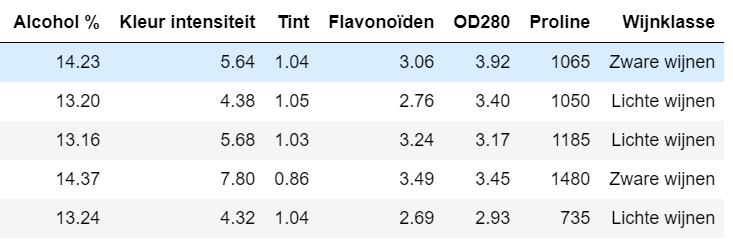 Alcohol % Kleur intensiteit Tint Flavonoïden OD280 Proline Wijnklasse
14.23 5.64 1.04 3.06 3.92 1065 Zware wijnen
13.20 4.38 1.05 2.76 3.40 1050 Lichte wijnen
13.16 5.68 1.03 3.24 3.17 1185 Lichte wijnen
14.37 7.80 0.86 3.49 3.45 1480 Zware wijnen
13.24 4.32 1.04 2.69 2.93 735 Lichte wijnen